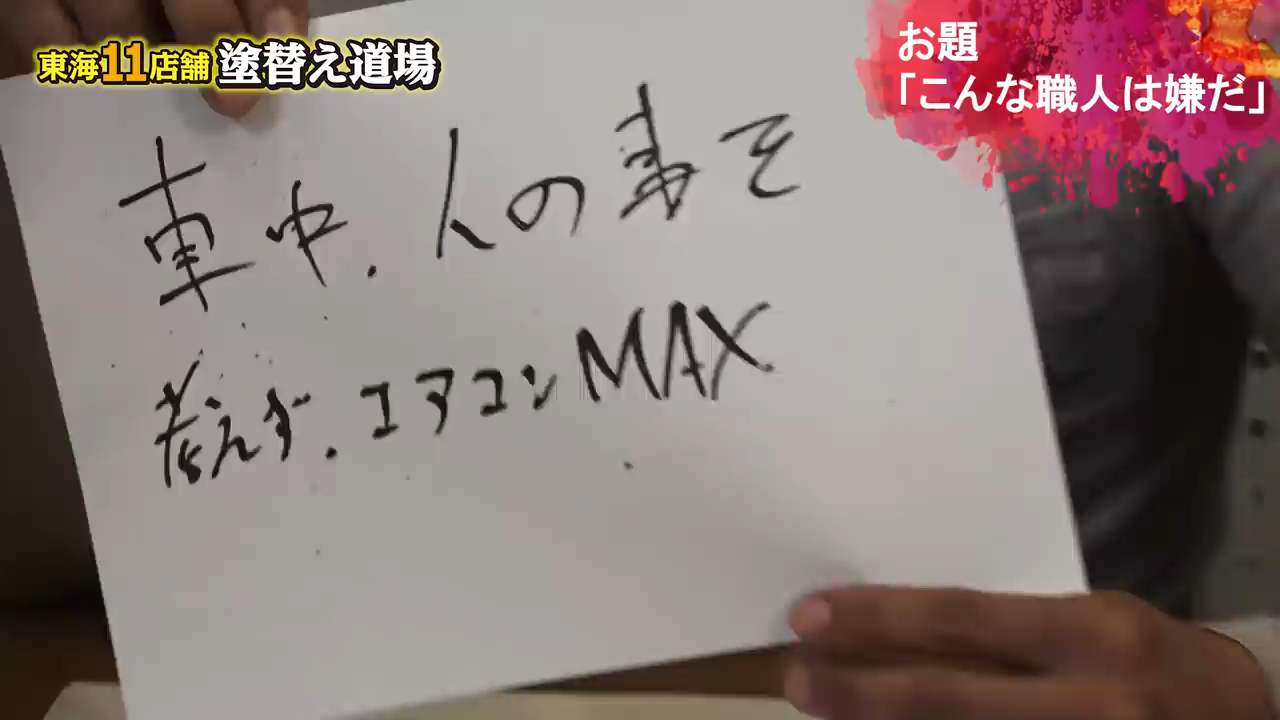 東海11店舗 塗替え道場
お題
「こんな職人は嫌だ」
車中、人の事を
考えず、エアコンMAX